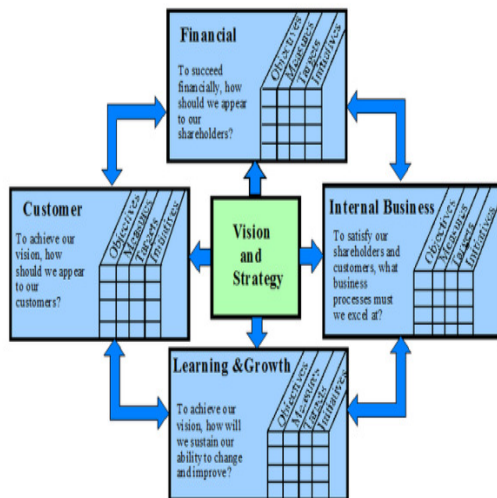 Financial
To succeed
financially, how
should we appear
to our
shareholders?
Objectives
Measures
Targets
Initiatives
Customer
To achieve our
vision, how
should we appear
to our
customers?
Objectives
Measures
Targets
Initiatives
Vision
and
Strategy
Internal Business
To satisfy our
shareholders and
customers, what
business
processes must
we excel at?
Objectives
Measures
Targets
Initiatives
Learning &Growth
To achieve our
vision, how will
we sustain our
ability to change
and improve?
Objectives
Measures
Targets
Initiatives